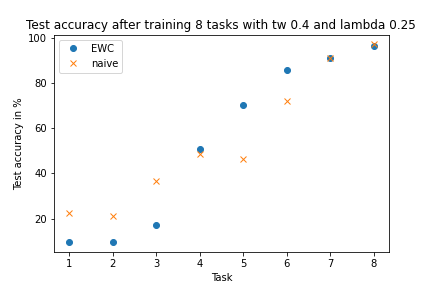 Test accuracy after training 8 tasks with tw 0.4 and lambda 0.25
EWC
naive
Test accuracy in %
100
80
60
40
20
1 2 3 4 5 6 7 8
Task